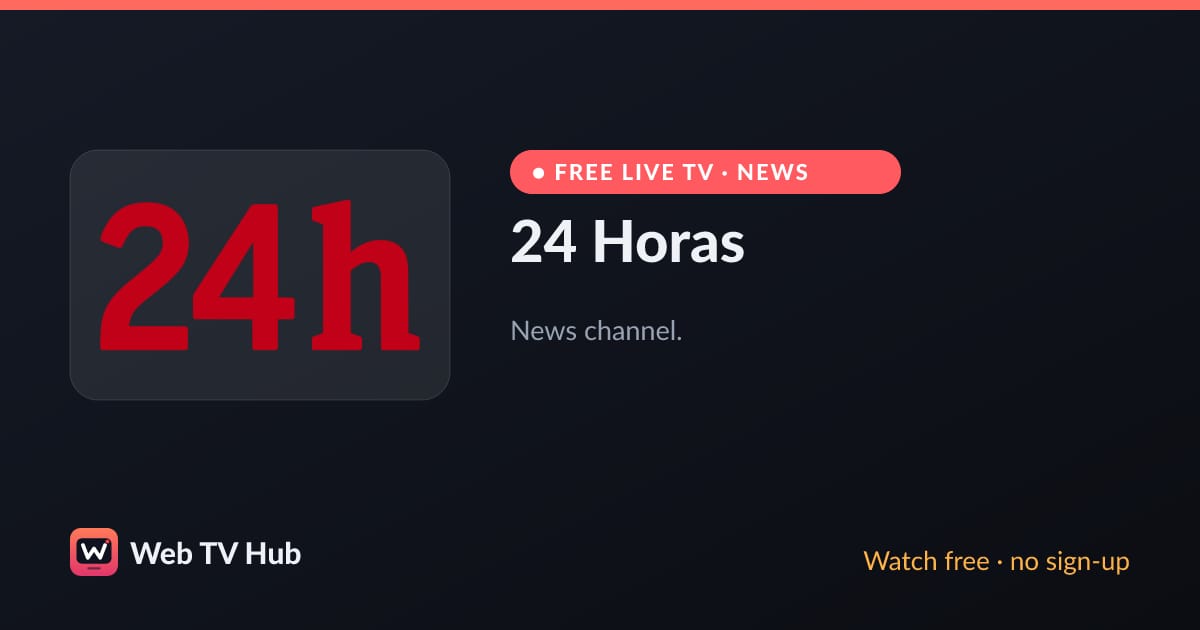 24h
FREE LIVE TV · NEWS
24 Horas
News channel.
W
Web TV Hub
Watch free · no sign-up